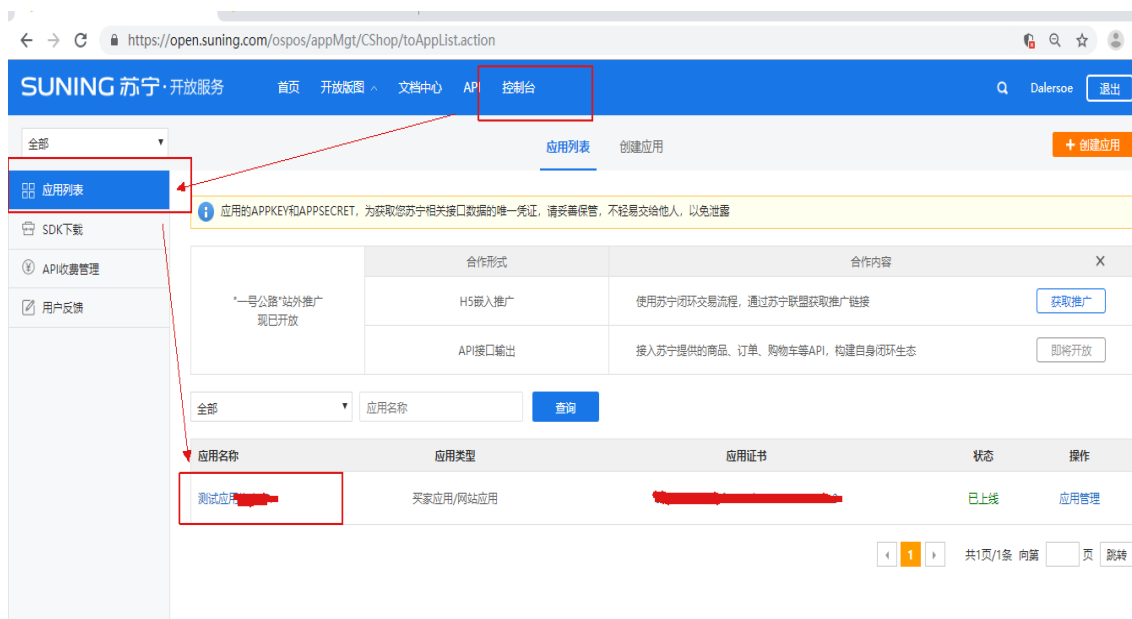 https://open.suning.com/ospos/appMgt/CShop/toAppList.action
SUNING 苏宁·开放服务 首页 开放版图 文档中心 API 控制台 Dalersoe 退出
全部 应用列表 创建应用 + 创建应用
应用列表
应用的APPKEY和APPSECRET，为获取您苏宁相关接口数据的唯一凭证，请妥善保管，不轻易交给他人，以免泄露
SDK下载
API收费管理
用户反馈
合作形式 合作内容 X
"一号公路"站外推广
现已开放
H5嵌入推广 使用苏宁闭环交易流程，通过苏宁联盟获取推广链接 获取推广
API接口输出 接入苏宁提供的商品、订单、购物车等API，构建自身闭环生态 即将开放
全部 应用名称 查询
应用名称 应用类型 应用证书 状态 操作
测试应用 买家应用/网站应用 已上线 应用管理
1 共1页/1条 向第 页 跳转